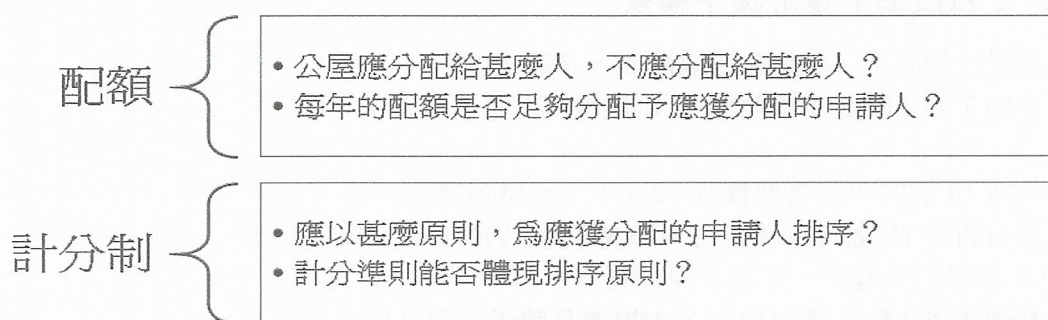 配額
• 公屋應分配給甚麼人，不應分配給甚麼人？
• 每年的配額是否足夠分配予應獲分配的申請人？
計分制
• 應以甚麼原則，爲應獲分配的申請人排序？
• 計分準則能否體現排序原則？